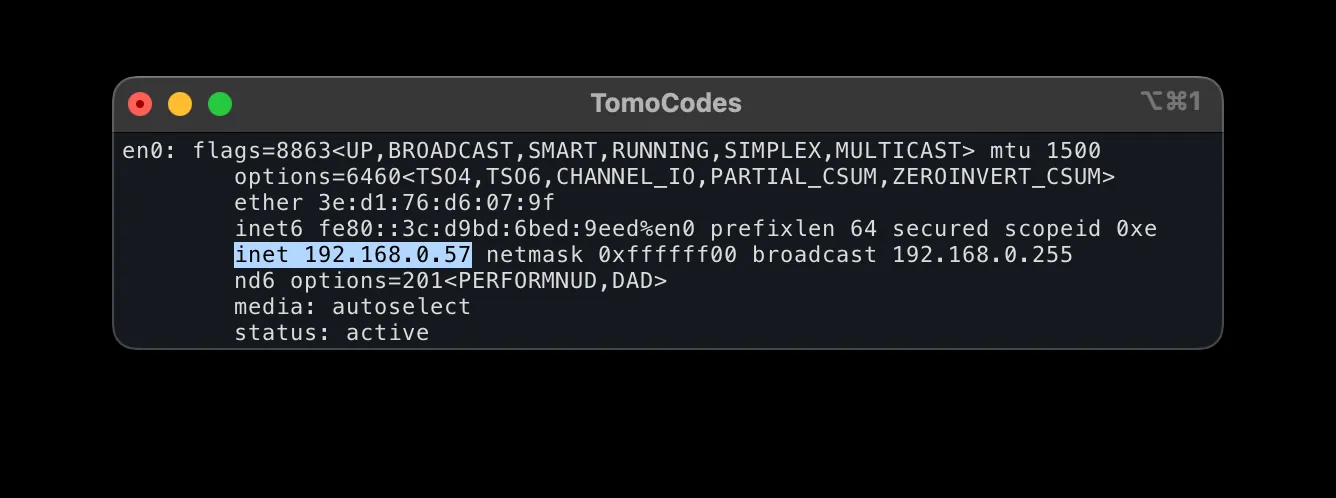 TomoCodes
⌥⌘1
en0: flags=8863<UP,BROADCAST,SMART,RUNNING,SIMPLEX,MULTICAST> mtu 1500
options=6460<TSO4,TSO6,CHANNEL_IO,PARTIAL_CSUM,ZEROINVERT_CSUM>
ether 3e:d1:76:d6:07:9f
inet6 fe80::3c:d9bd:6bed:9eed%en0 prefixlen 64 secured scopeid 0xe
inet 192.168.0.57 netmask 0xffffff00 broadcast 192.168.0.255
nd6 options=201<PERFORMNUD,DAD>
media: autoselect
status: active